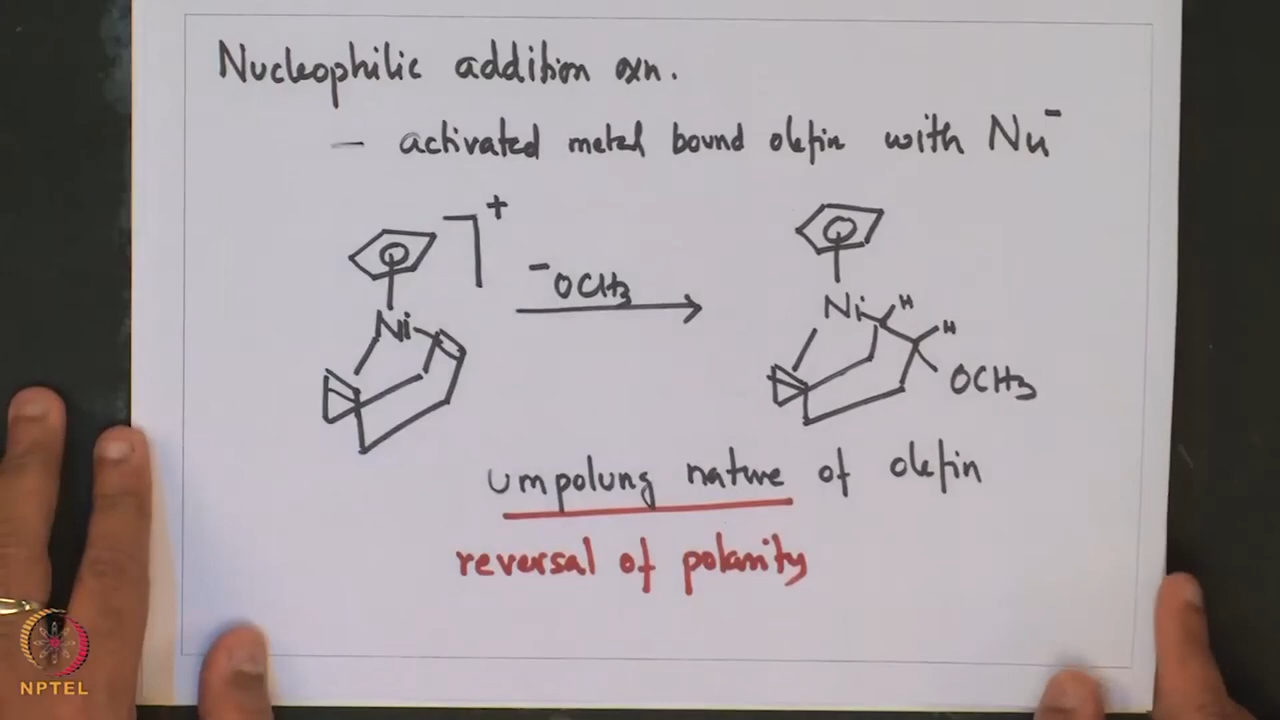 Nucleophilic addition rxn.
— activated metal bound olefin with Nu⁻
+
⁻OCH3
Ni
Ni H
H
OCH3
umpolung nature of olefin
reversal of polarity
NPTEL